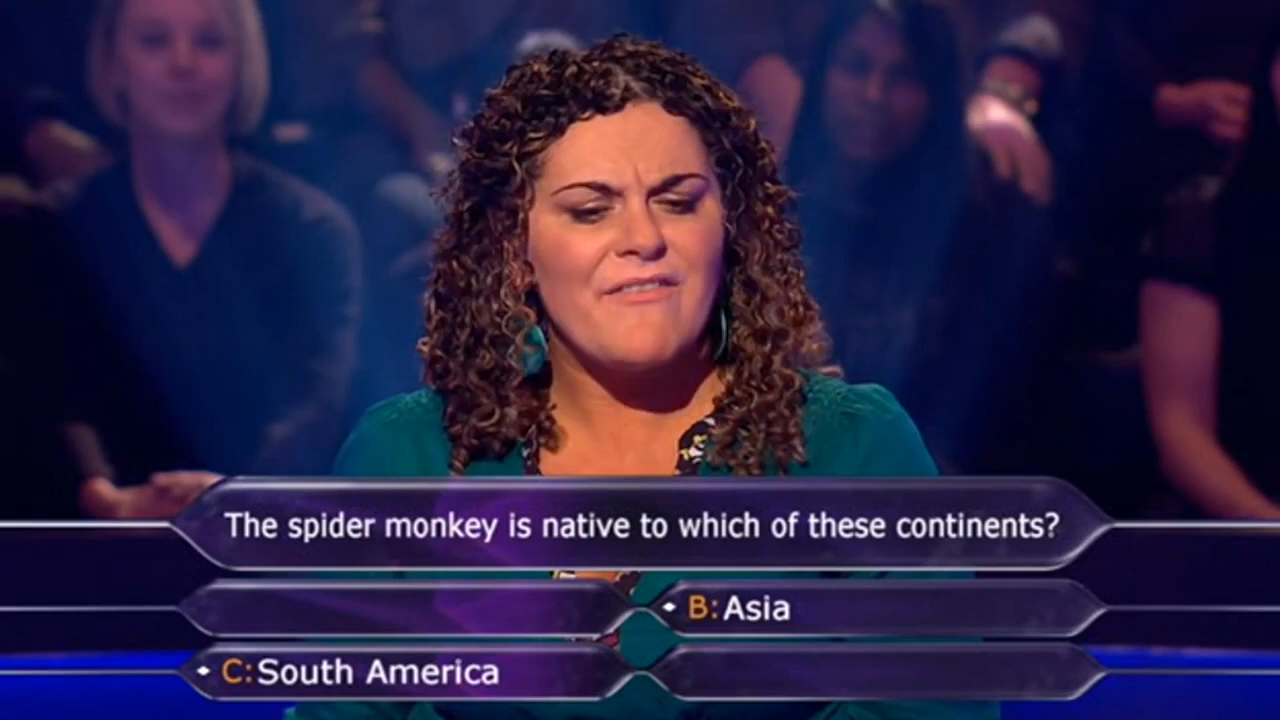 The spider monkey is native to which of these continents?
B: Asia
C: South America